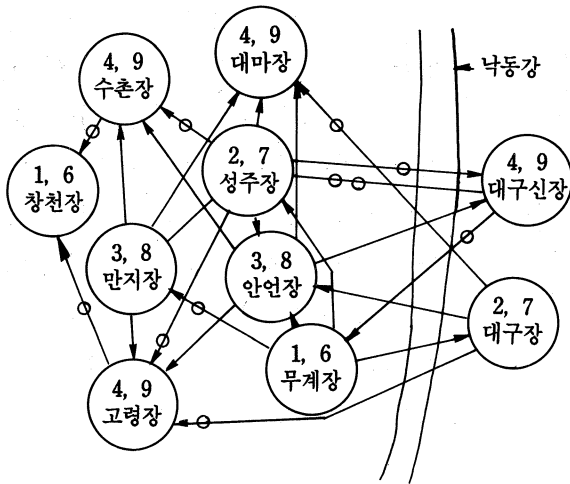 4, 9
대마장
4, 9
수촌장
낙동강
2, 7
성주장
4, 9
대구신장
1, 6
창천장
3, 8
만지장
3, 8
안언장
2, 7
대구장
1, 6
무계장
4, 9
고령장